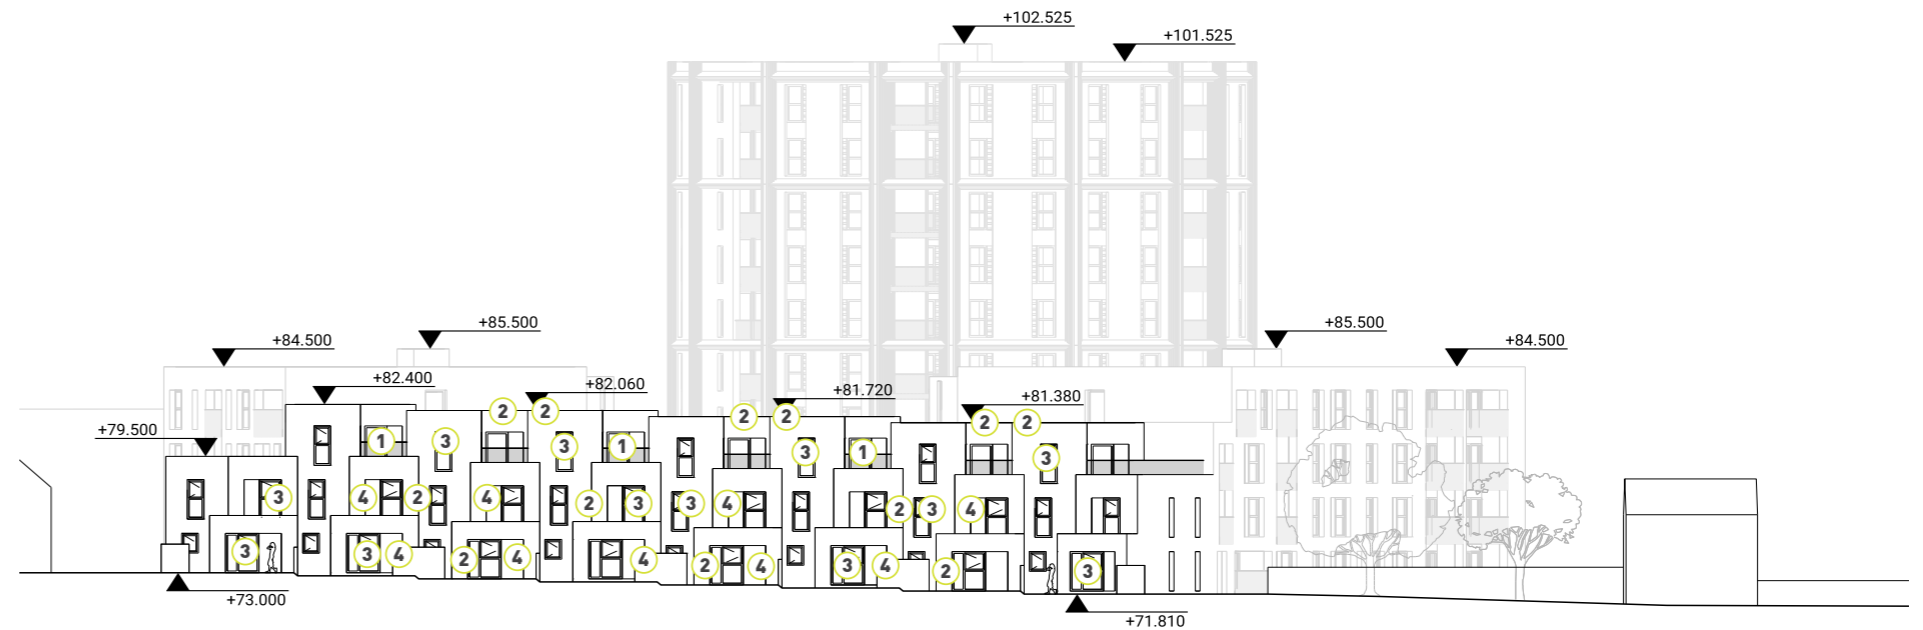 +102.525
+101.525
+85.500 +85.500
+84.500 +84.500
+82.400 +82.060 +81.720 +81.380
2 2 2 2 2 2
+79.500 1 3 3 1 3 1 3
3 4 2 4 2 3 3 4 2 3 4
3 3 4 2 4 4 2 4 3 4 2 3
+73.000
+71.810